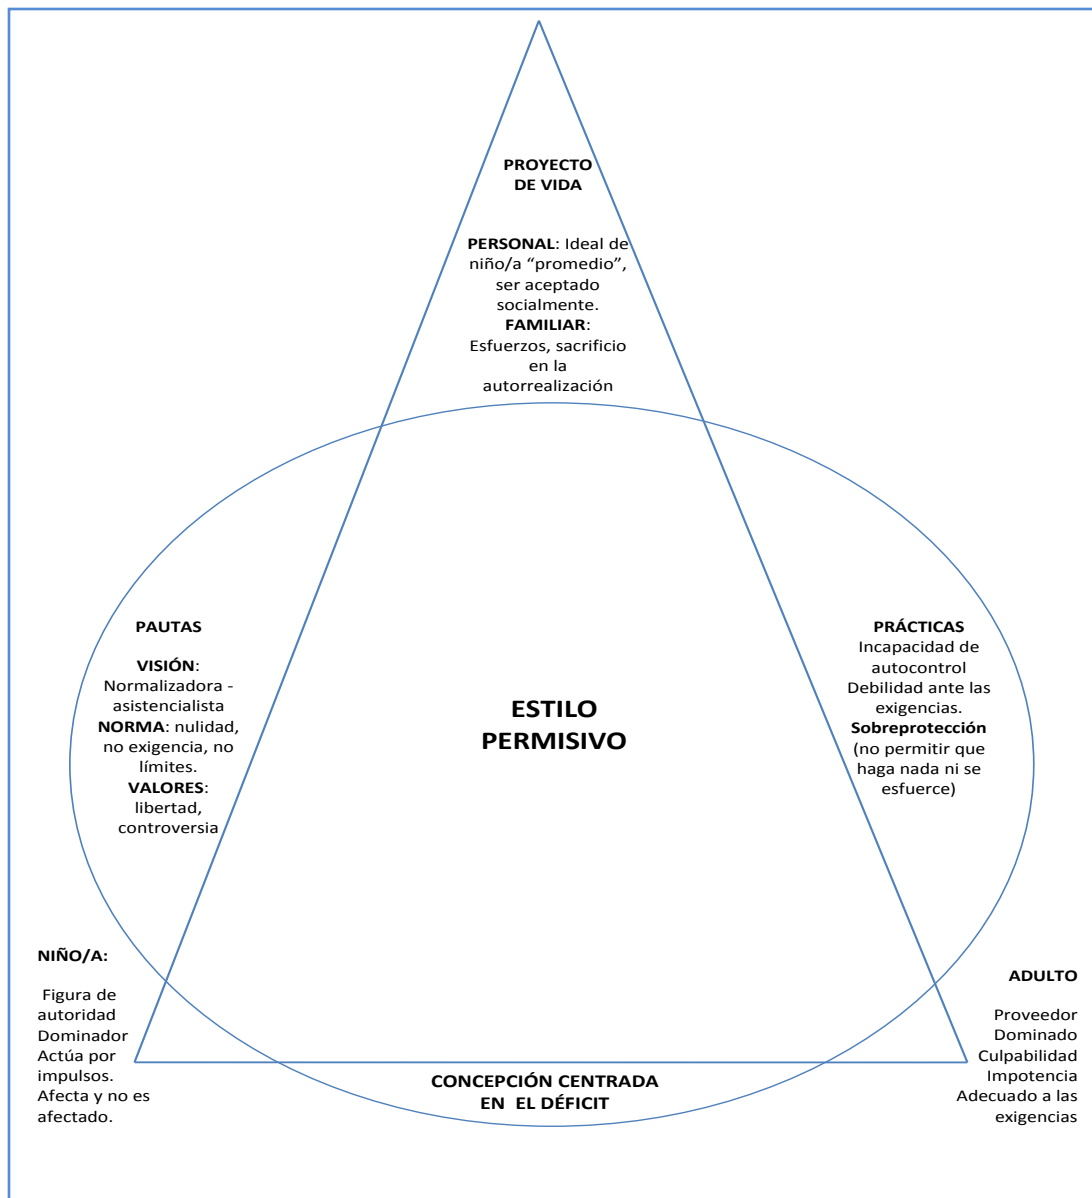 PROYECTO
DE VIDA
PERSONAL: Ideal de
niño/a “promedio”,
ser aceptado
socialmente.
FAMILIAR:
Esfuerzos, sacrificio
en la
autorrealización
PAUTAS
VISIÓN:
Normalizadora -
asistencialista
NORMA: nulidad,
no exigencia, no
límites.
VALORES:
libertad,
controversia
ESTILO
PERMISIVO
PRÁCTICAS
Incapacidad de
autocontrol
Debilidad ante las
exigencias.
Sobreprotección
(no permitir que
haga nada ni se
esfuerce)
NIÑO/A:
Figura de
autoridad
Dominador
Actúa por
impulsos.
Afecta y no es
afectado.
CONCEPCIÓN CENTRADA
EN EL DÉFICIT
ADULTO
Proveedor
Dominado
Culpabilidad
Impotencia
Adecuado a las
exigencias